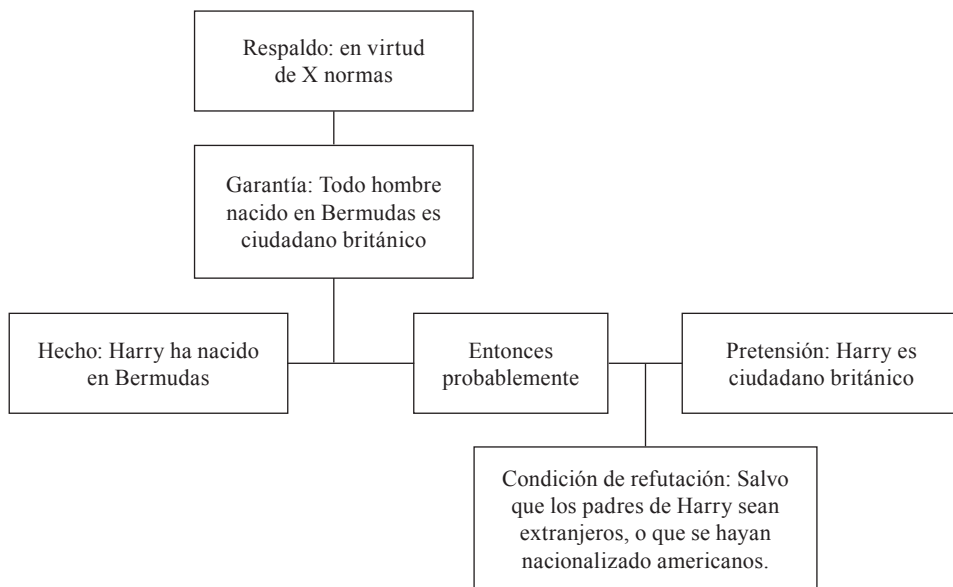 Respaldo: en virtud
de X normas
Garantía: Todo hombre
nacido en Bermudas es
ciudadano británico
Hecho: Harry ha nacido
en Bermudas
Entonces
probablemente
Pretensión: Harry es
ciudadano británico
Condición de refutación: Salvo
que los padres de Harry sean
extranjeros, o que se hayan
nacionalizado americanos.